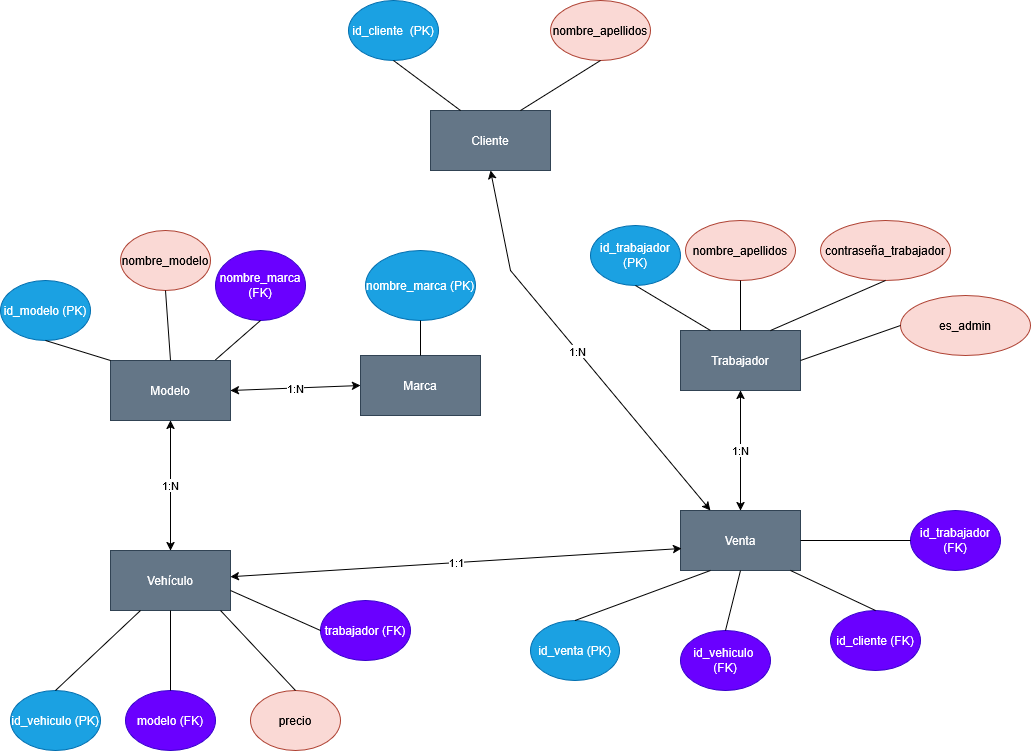 id_cliente  (PK)
nombre_apellidos
Cliente
id_trabajador
(PK)
nombre_apellidos
contraseña_trabajador
es_admin
nombre_modelo
nombre_marca
(FK)
id_modelo (PK)
nombre_marca (PK)
1:N
Trabajador
Modelo
1:N
Marca
1:N
1:N
Venta
id_trabajador
(FK)
1:1
Vehículo
trabajador (FK)
id_venta (PK)
id_vehiculo
(FK)
id_cliente (FK)
id_vehiculo (PK)
modelo (FK)
precio